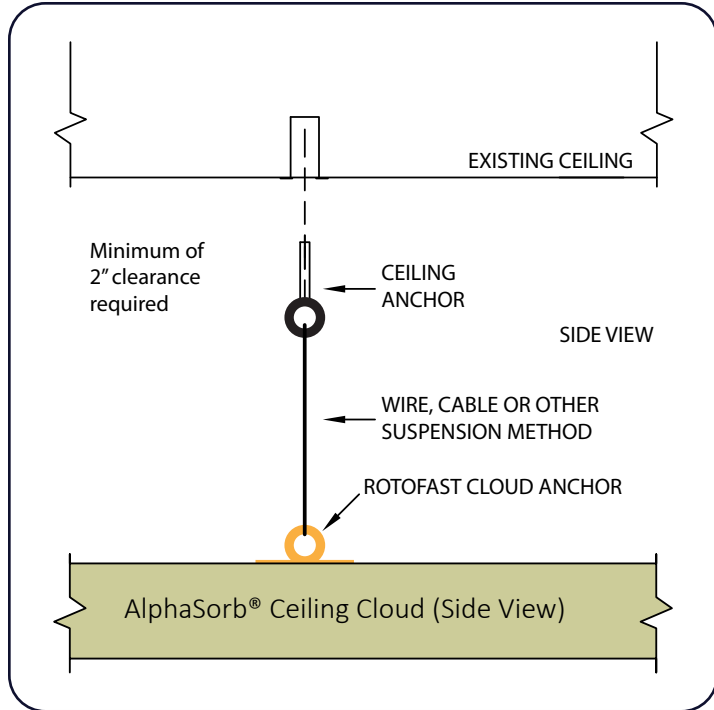 EXISTING CEILING
Minimum of
2” clearance
required
CEILING
ANCHOR
SIDE VIEW
WIRE, CABLE OR OTHER
SUSPENSION METHOD
ROTOFAST CLOUD ANCHOR
AlphaSorb® Ceiling Cloud (Side View)